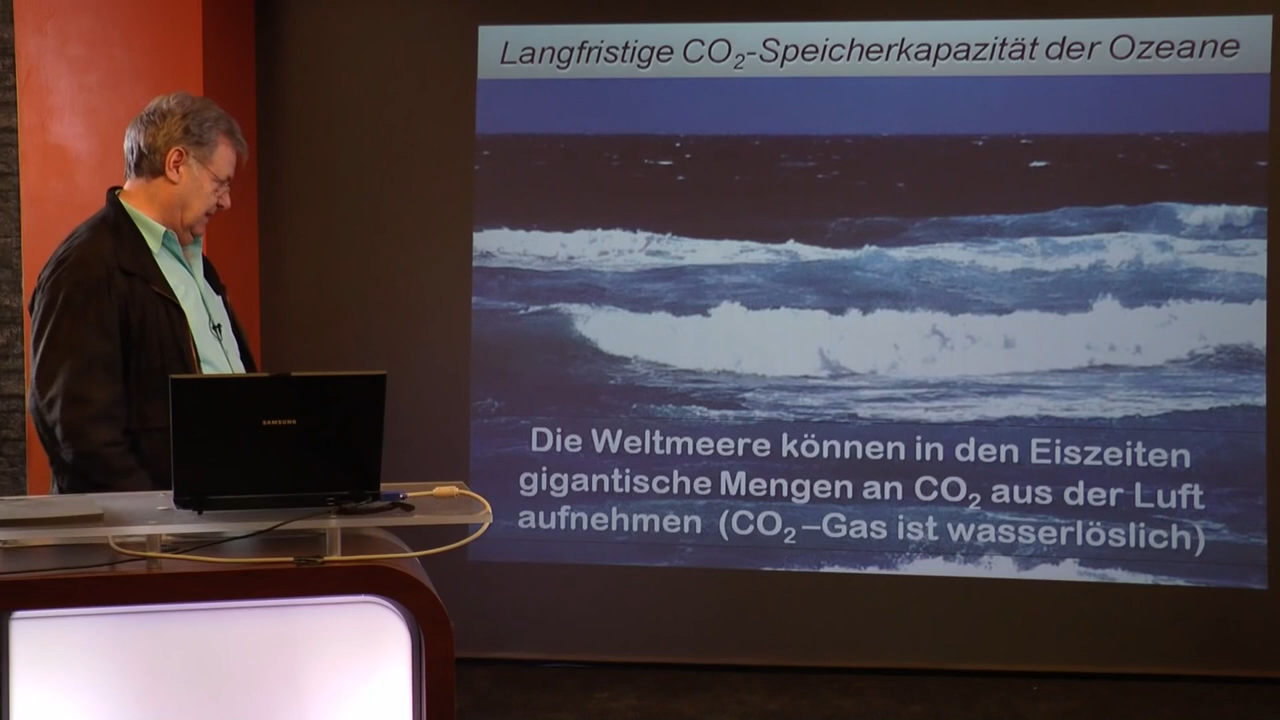 Langfristige CO₂-Speicherkapazität der Ozeane
SAMSUNG
Die Weltmeere können in den Eiszeiten
gigantische Mengen an CO₂ aus der Luft
aufnehmen (CO₂ –Gas ist wasserlöslich)